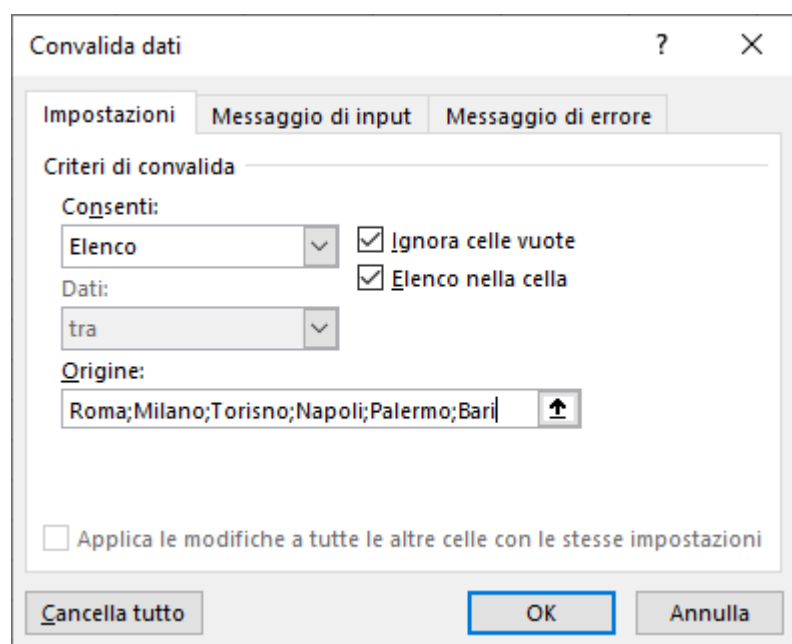 Convalida dati ?
Impostazioni Messaggio di input Messaggio di errore
Criteri di convalida
Consenti:
Elenco Ignora celle vuote
Elenco nella cella
Dati:
tra
Origine:
Roma;Milano;Torisno;Napoli;Palermo;Bari
Applica le modifiche a tutte le altre celle con le stesse impostazioni
Cancella tutto OK Annulla